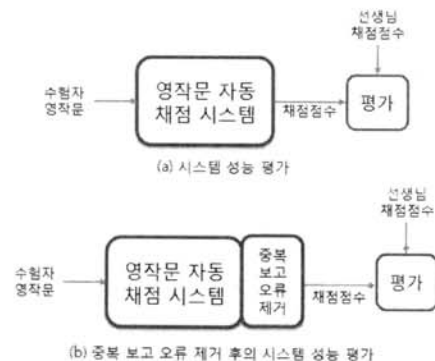 선생님
채점점수
수험자
영작문
영작문 자동
채점 시스템
채점점수
평가
(a) 시스템 성능 평가
선생님
채점점수
수험자
영작문
영작문 자동
채점 시스템
중복
보고
오류
제거
채점점수
평가
(b) 중복 보고 오류 제거 후의 시스템 성능 평가